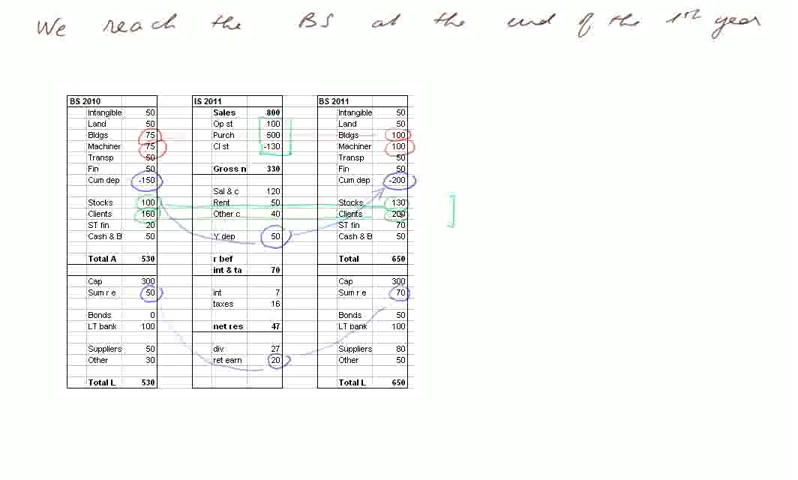 We reach the BS at the end of the 1st year
BS 2010 IS 2011 BS 2011
Intangible 50 Sales 800 Intangible 50
Land 50 Op st 100 Land 50
Bldgs 75 Purch 500 Bldgs 100
Machiner 75 Cl st -130 Machiner 100
Transp 50 Transp 50
Fin 50 Gross n 330 Fin 50
Cum dep -150 Cum dep -200
Sal & c 120
Stocks 100 Rent 50 Stocks 130
Clients 160 Other c 40 Clients 200
ST fin 20 ST fin 70
Cash & B 50 Y dep 50 Cash & B 50
Total A 530 r bef Total 650
int & ta 70
Cap 300 Cap 300
Sum r e 50 int 7 Sum r e 70
taxes 16
Bonds 0 Bonds 50
LT bank 100 net res 47 LT bank 100
Suppliers 50 div 27 Suppliers 80
Other 30 ret earn 20 Other 50
Total L 530 Total L 650